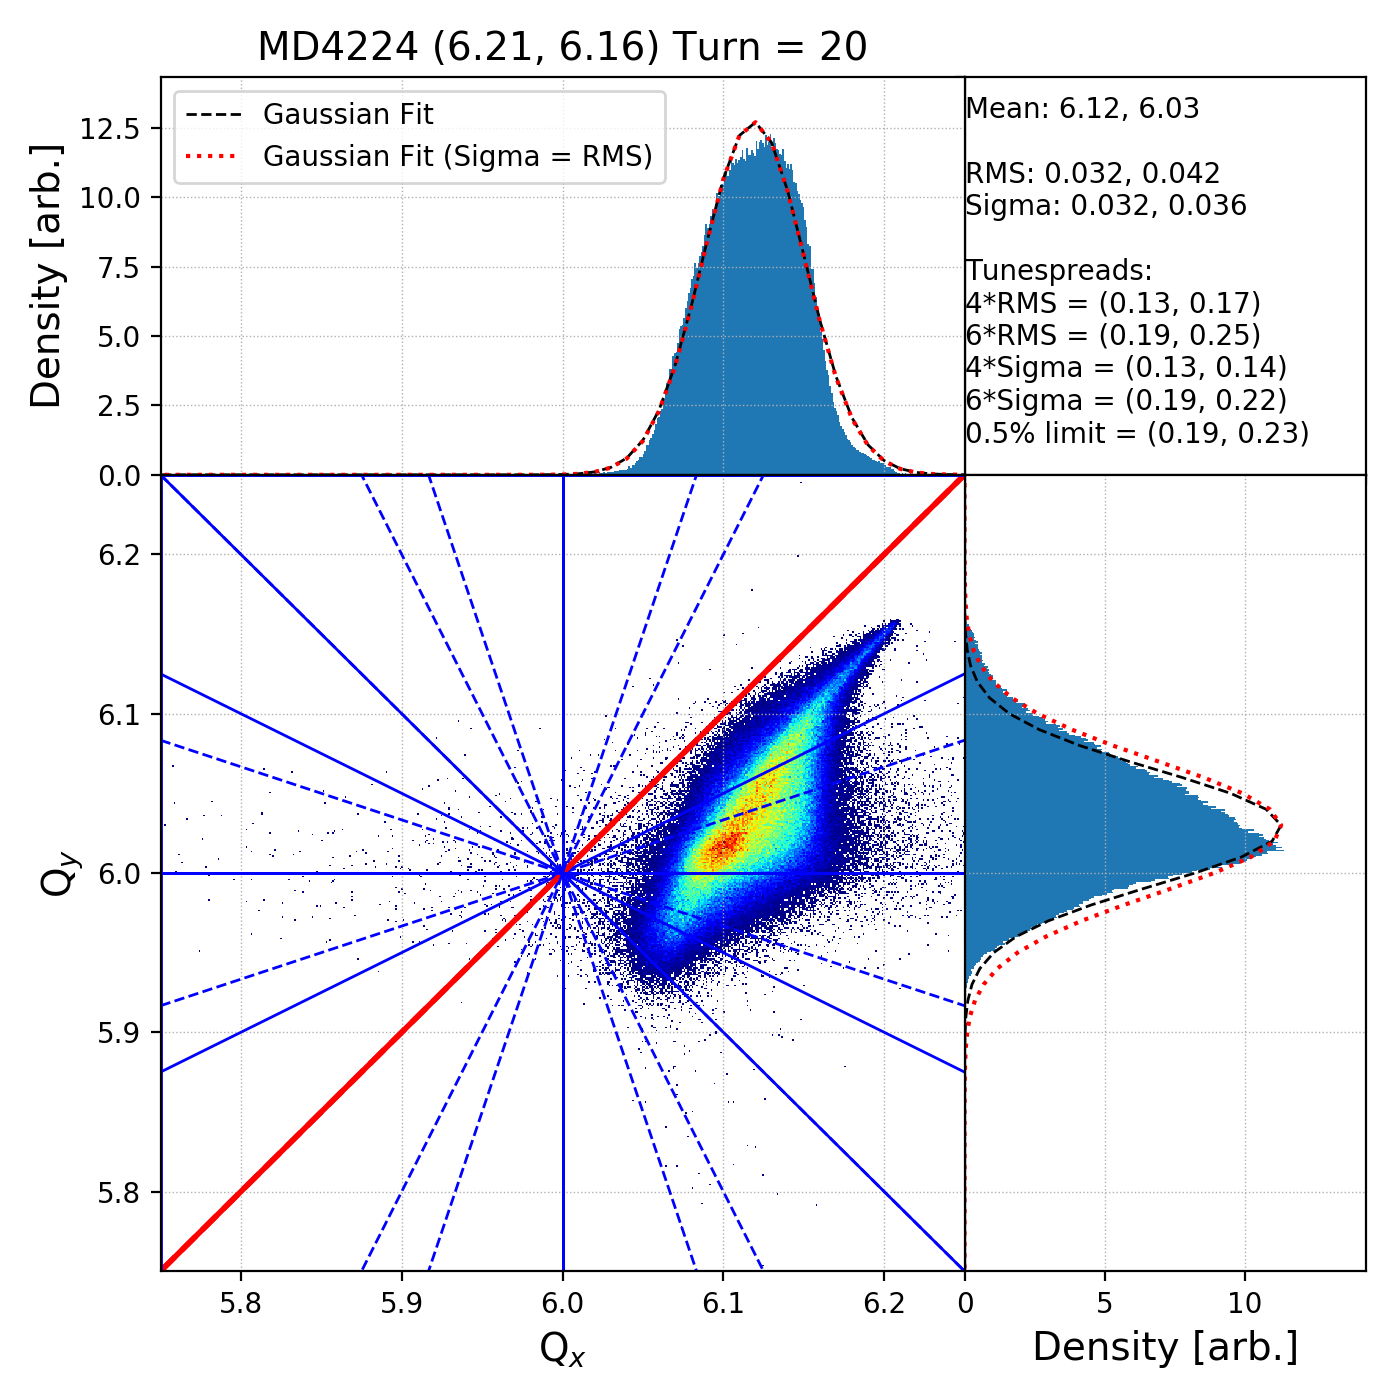 MD4224 (6.21, 6.16) Turn = 20
Gaussian Fit
Gaussian Fit (Sigma = RMS)
12.5
10.0
7.5
5.0
2.5
0.0
Density [arb.]
Mean: 6.12, 6.03
RMS: 0.032, 0.042
Sigma: 0.032, 0.036
Tunespreads:
4*RMS = (0.13, 0.17)
6*RMS = (0.19, 0.25)
4*Sigma = (0.13, 0.14)
6*Sigma = (0.19, 0.22)
0.5% limit = (0.19, 0.23)
6.2
6.1
6.0
5.9
5.8
Qy
5.8 5.9 6.0 6.1 6.2
Qx
0 5 10
Density [arb.]